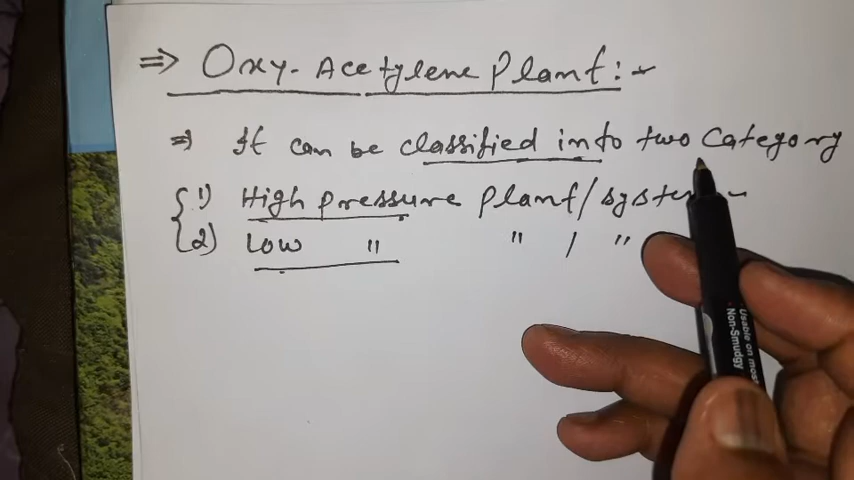 ⇒ Oxy-Acetylene Plant:-
⇒ It can be classified into two Category
1) High pressure plant/system-
2) Low " " / "
Usable on most
Non-Smudgy